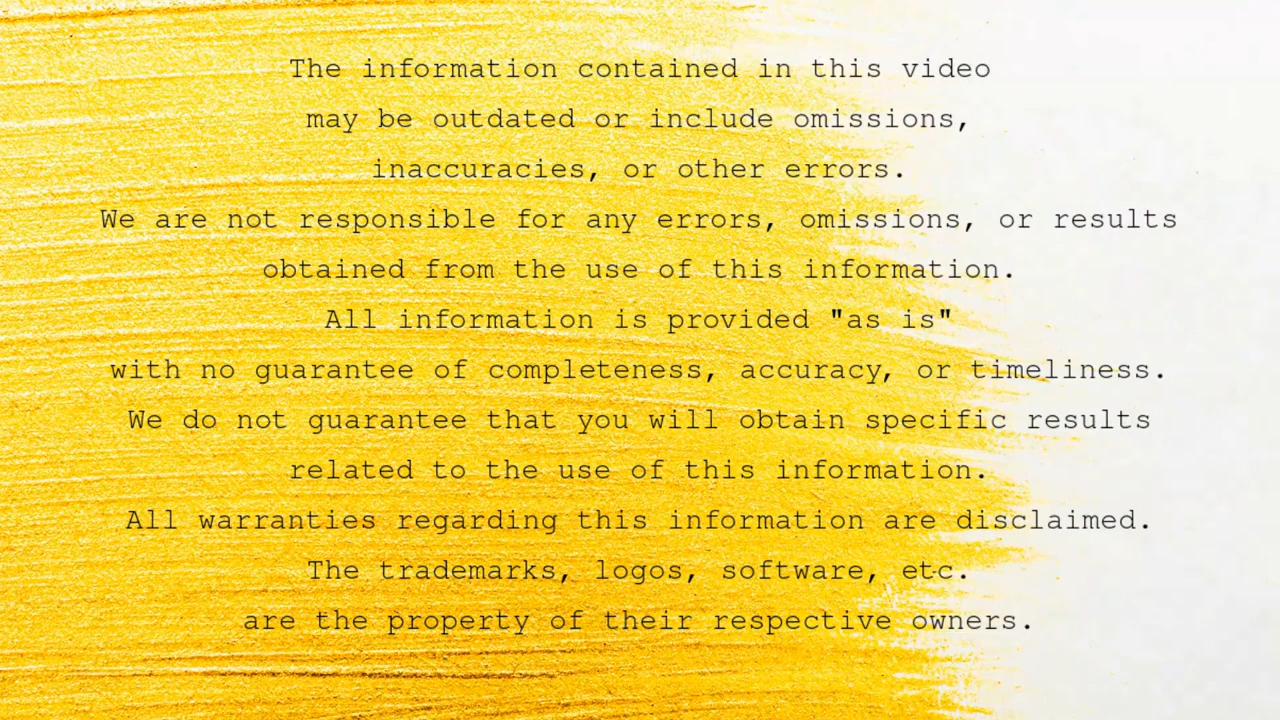 The information contained in this video
may be outdated or include omissions,
inaccuracies, or other errors.
We are not responsible for any errors, omissions, or results
obtained from the use of this information.
All information is provided "as is"
with no guarantee of completeness, accuracy, or timeliness.
We do not guarantee that you will obtain specific results
related to the use of this information.
All warranties regarding this information are disclaimed.
The trademarks, logos, software, etc.
are the property of their respective owners.